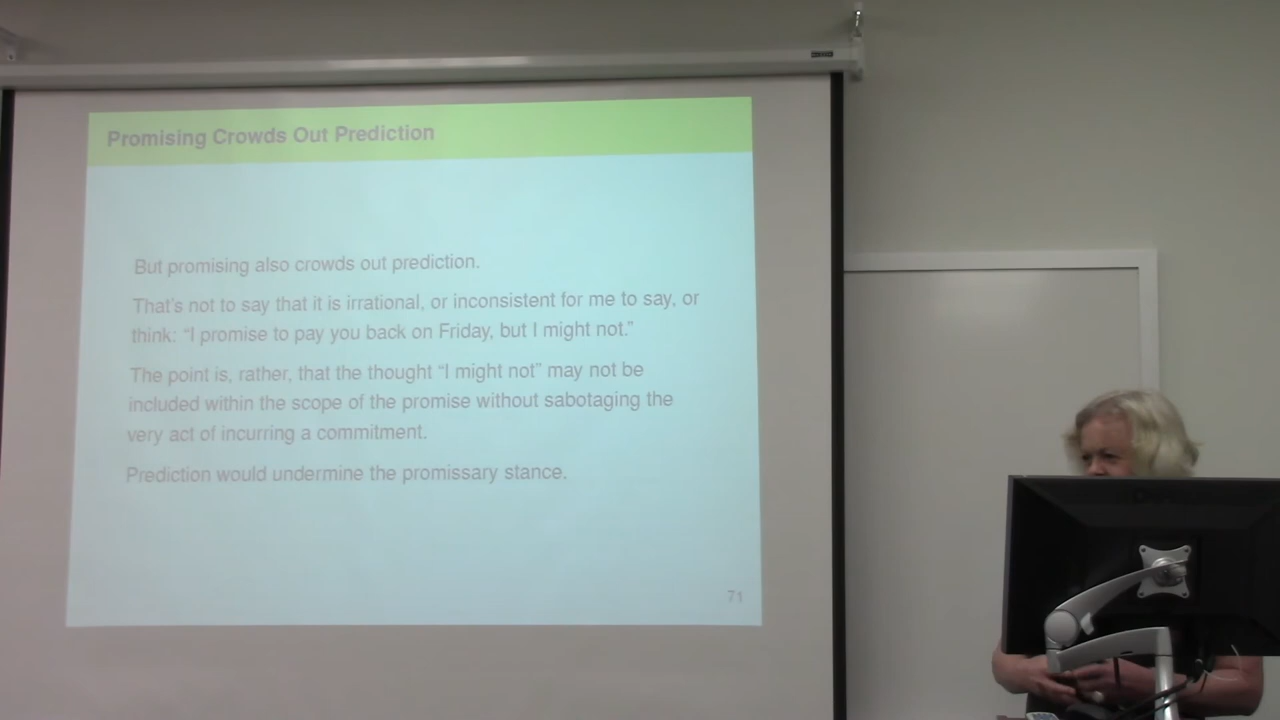 Promising Crowds Out Prediction
But promising also crowds out prediction.
That's not to say that it is irrational, or inconsistent for me to say, or
think: “I promise to pay you back on Friday, but I might not.”
The point is, rather, that the thought “I might not” may not be
included within the scope of the promise without sabotaging the
very act of incurring a commitment.
Prediction would undermine the promissary stance.
71